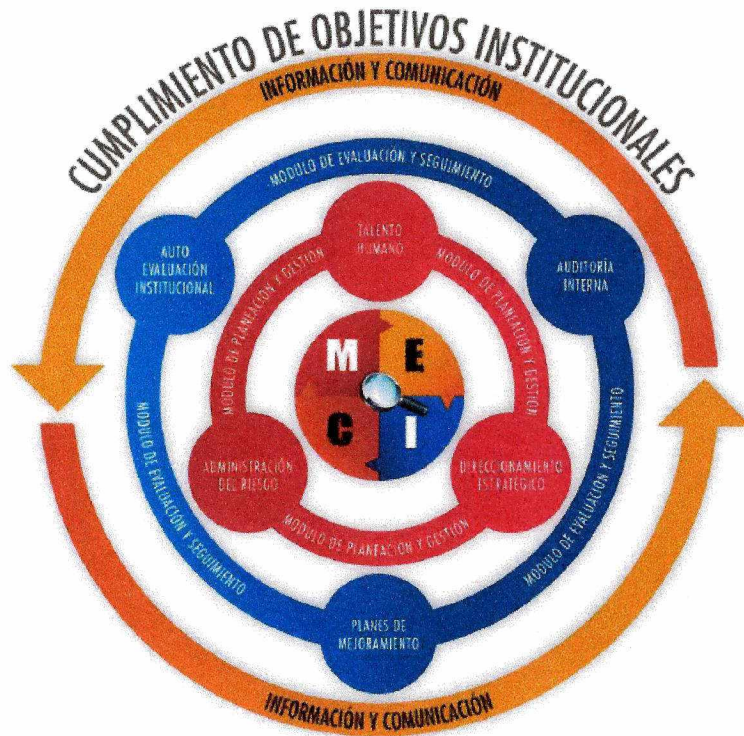 CUMPLIMIENTO DE OBJETIVOS INSTITUCIONALES
INFORMACIÓN Y COMUNICACIÓN
MODULO DE EVALUACIÓN Y SEGUIMIENTO
AUTO
EVALUACIÓN
INSTITUCIONAL
TALENTO
HUMANO
AUDITORÍA
INTERNA
MODULO DE PLANEACIÓN Y GESTIÓN
MODULO DE PLANEACIÓN Y GESTIÓN
M E
C I
MODULO DE EVALUACIÓN Y SEGUIMIENTO
MODULO DE EVALUACIÓN Y SEGUIMIENTO
ADMINISTRACIÓN
DEL RIESGO
DIRECCIONAMIENTO
ESTRATÉGICO
MODULO DE PLANEACIÓN Y GESTIÓN
PLANES DE
MEJORAMIENTO
INFORMACIÓN Y COMUNICACIÓN